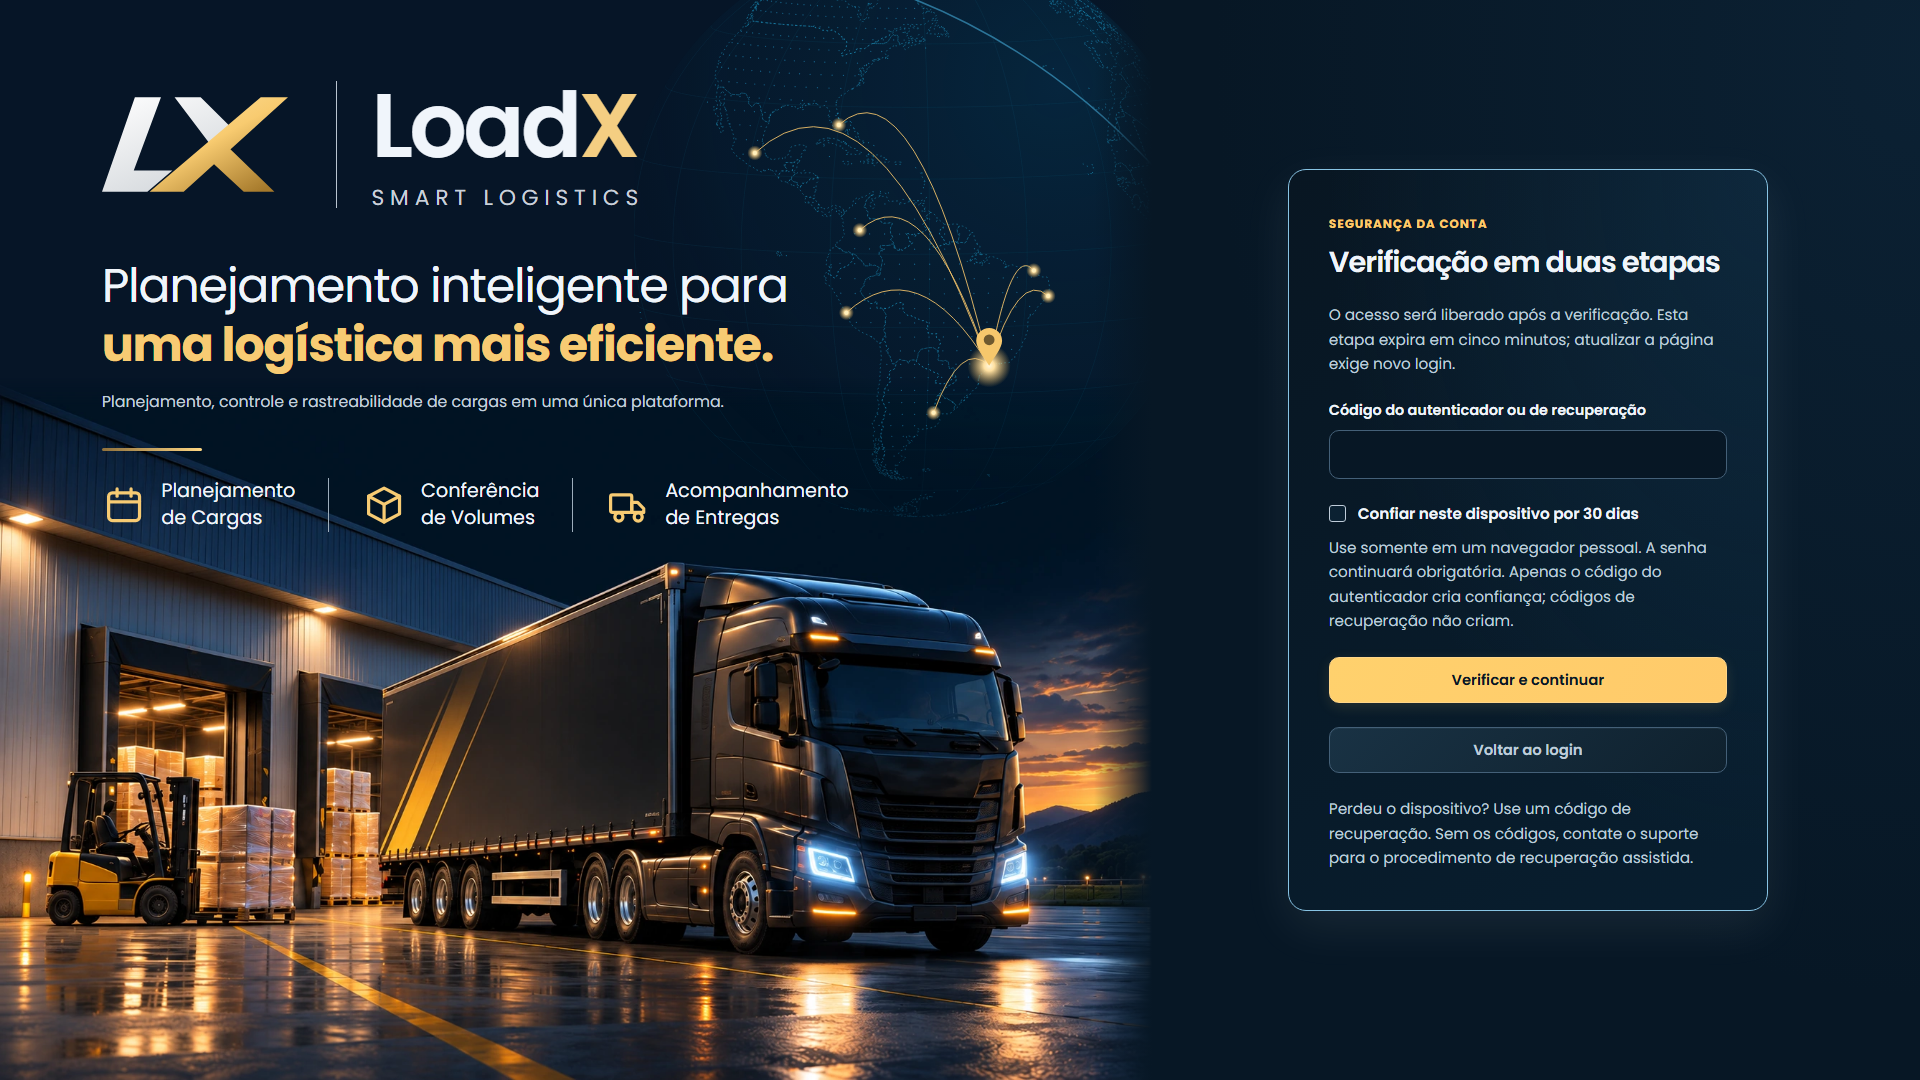 LX
LoadX
SMART LOGISTICS
Planejamento inteligente para
uma logística mais eficiente.
Planejamento, controle e rastreabilidade de cargas em uma única plataforma.
Planejamento
de Cargas
Conferência
de Volumes
Acompanhamento
de Entregas
SEGURANÇA DA CONTA
Verificação em duas etapas
O acesso será liberado após a verificação. Esta
etapa expira em cinco minutos; atualizar a página
exige novo login.
Código do autenticador ou de recuperação
Confiar neste dispositivo por 30 dias
Use somente em um navegador pessoal. A senha
continuará obrigatória. Apenas o código do
autenticador cria confiança; códigos de
recuperação não criam.
Verificar e continuar
Voltar ao login
Perdeu o dispositivo? Use um código de
recuperação. Sem os códigos, contate o suporte
para o procedimento de recuperação assistida.